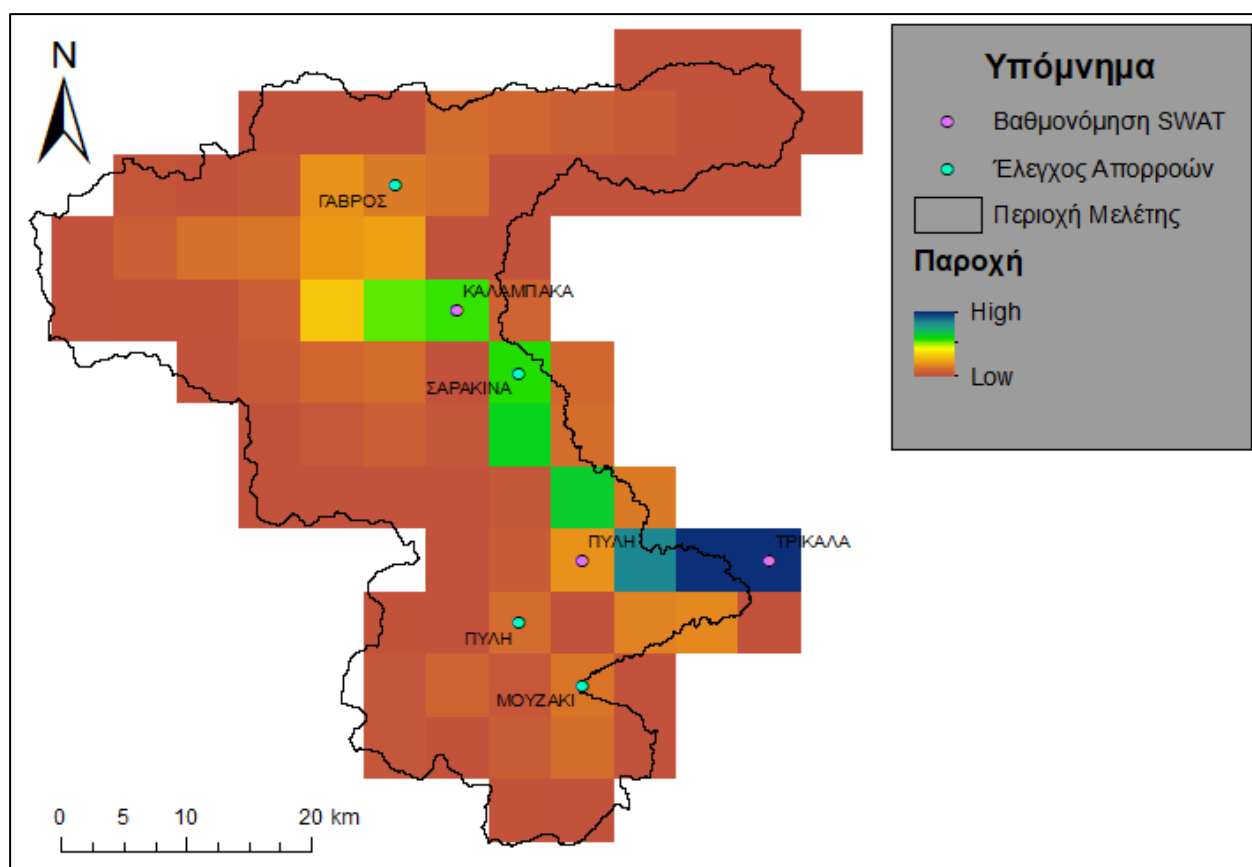 N
Υπόμνημα
Βαθμονόμηση SWAT
Έλεγχος Απορροών
Περιοχή Μελέτης
Παροχή
High
Low
ΓΑΒΡΟΣ
ΚΑΛΑΜΠΑΚΑ
ΣΑΡΑΚΙΝΑ
ΠΥΛΗ
ΤΡΙΚΑΛΑ
ΠΥΛΗ
ΜΟΥΖΑΚΙ
0 5 10 20 km